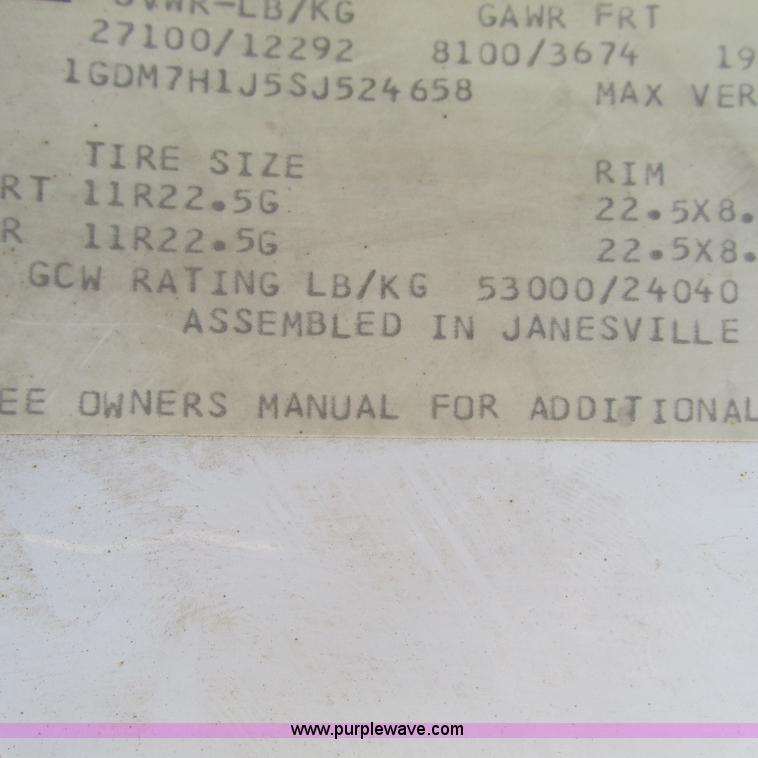 GVWR-LB/KG GAWR FRT
27100/12292 8100/3674 19
1GDM7H1J5SJ524658 MAX VER
TIRE SIZE RIM
RT 11R22.5G 22.5X8.
R 11R22.5G 22.5X8.
GCW RATING LB/KG 53000/24040
ASSEMBLED IN JANESVILLE
EE OWNERS MANUAL FOR ADDITIONAL
www.purplewave.com